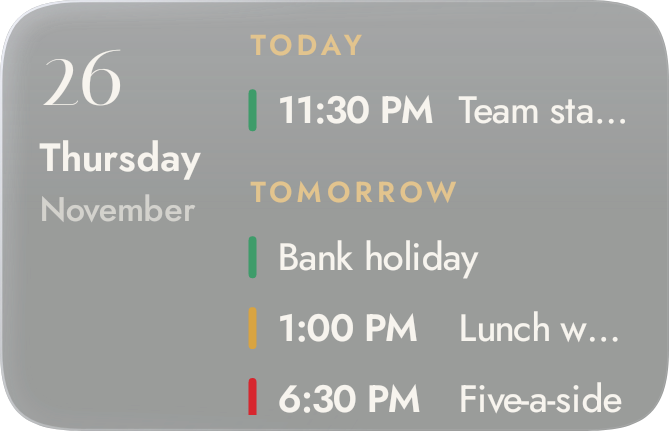 26
Thursday
November
TODAY
11:30 PM Team sta...
TOMORROW
Bank holiday
1:00 PM Lunch w...
6:30 PM Five-a-side